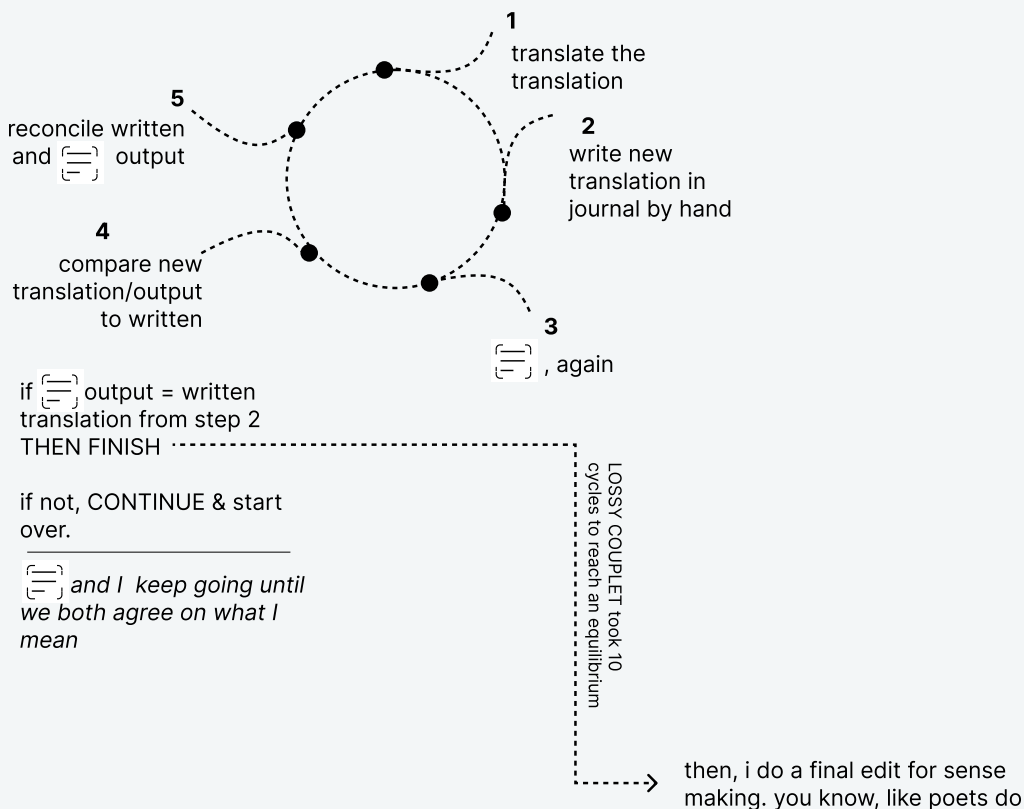 1
translate the
translation
2
write new
translation in
journal by hand
3
, again
4
compare new
translation/output
to written
5
reconcile written
and output
if output = written
translation from step 2
THEN FINISH
if not, CONTINUE & start
over.
and I keep going until
we both agree on what I
mean
LOSSY COUPLET took 10
cycles to reach an equilibrium
then, i do a final edit for sense
making. you know, like poets do